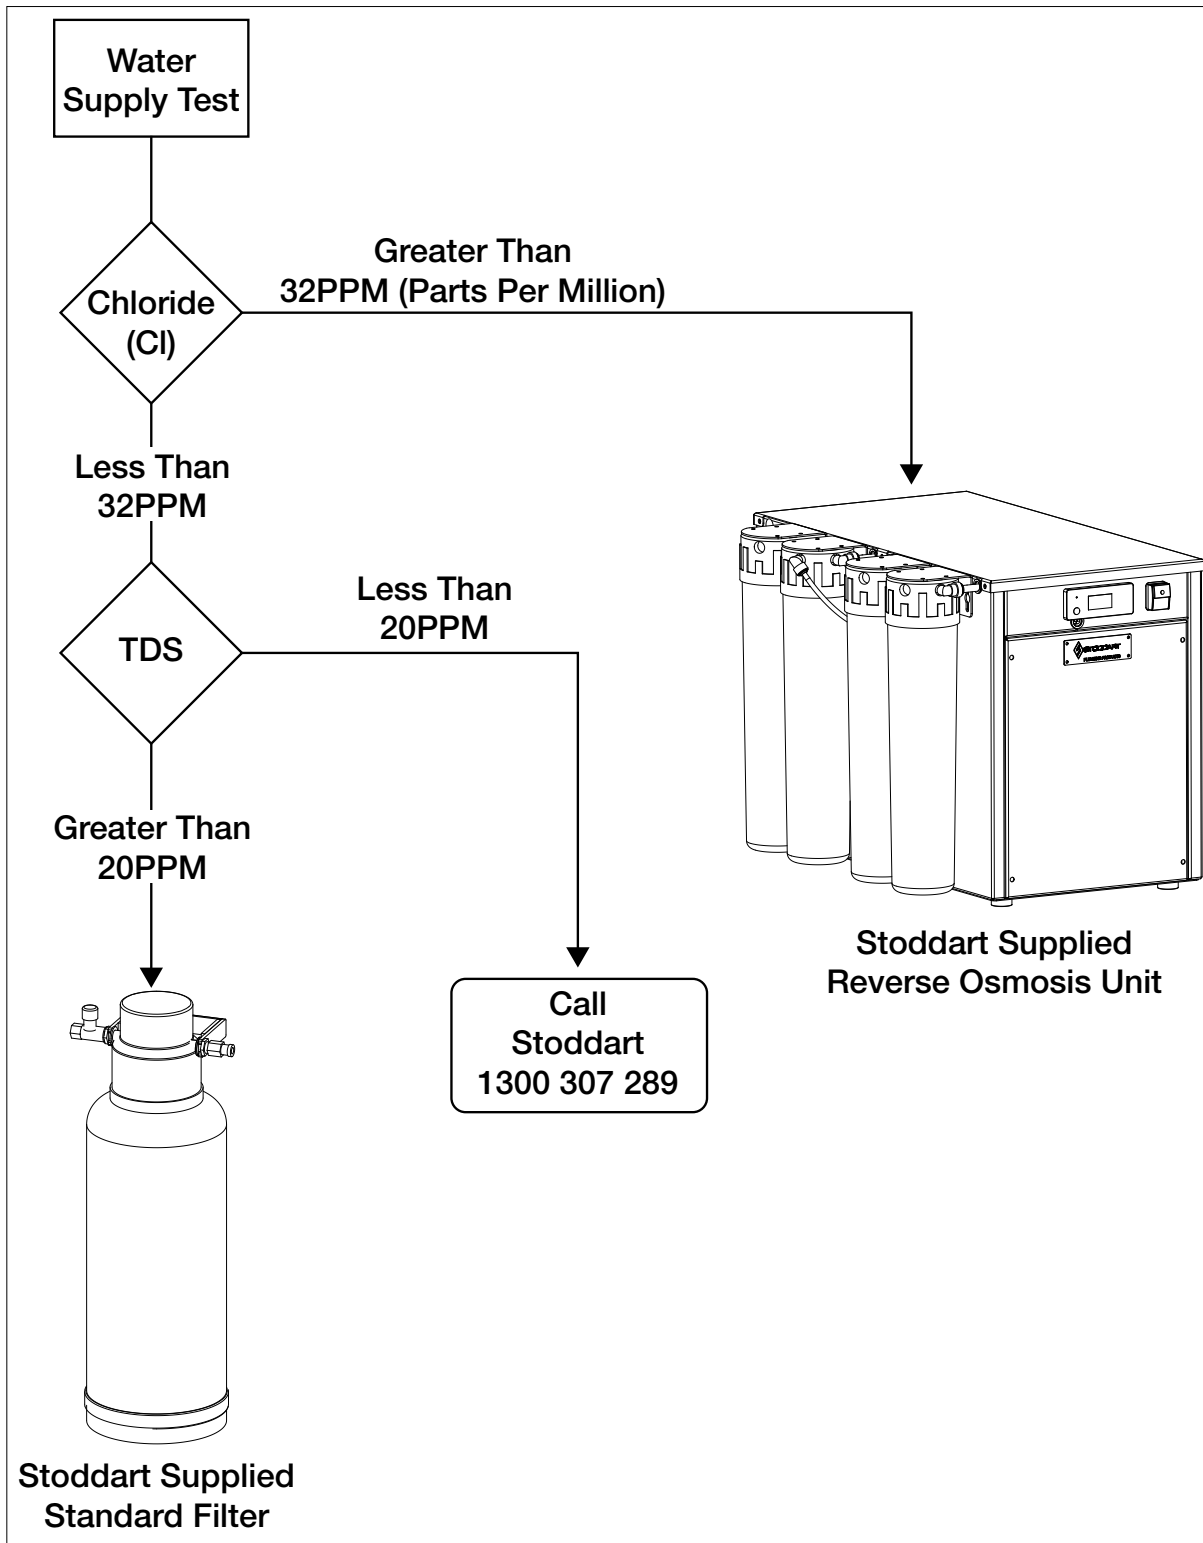 Water
Supply Test
Greater Than
32PPM (Parts Per Million)
Chloride
(Cl)
Less Than
32PPM
Less Than
20PPM
TDS
STODDART
Greater Than
20PPM
Stoddart Supplied
Reverse Osmosis Unit
Call
Stoddart
1300 307 289
Stoddart Supplied
Standard Filter